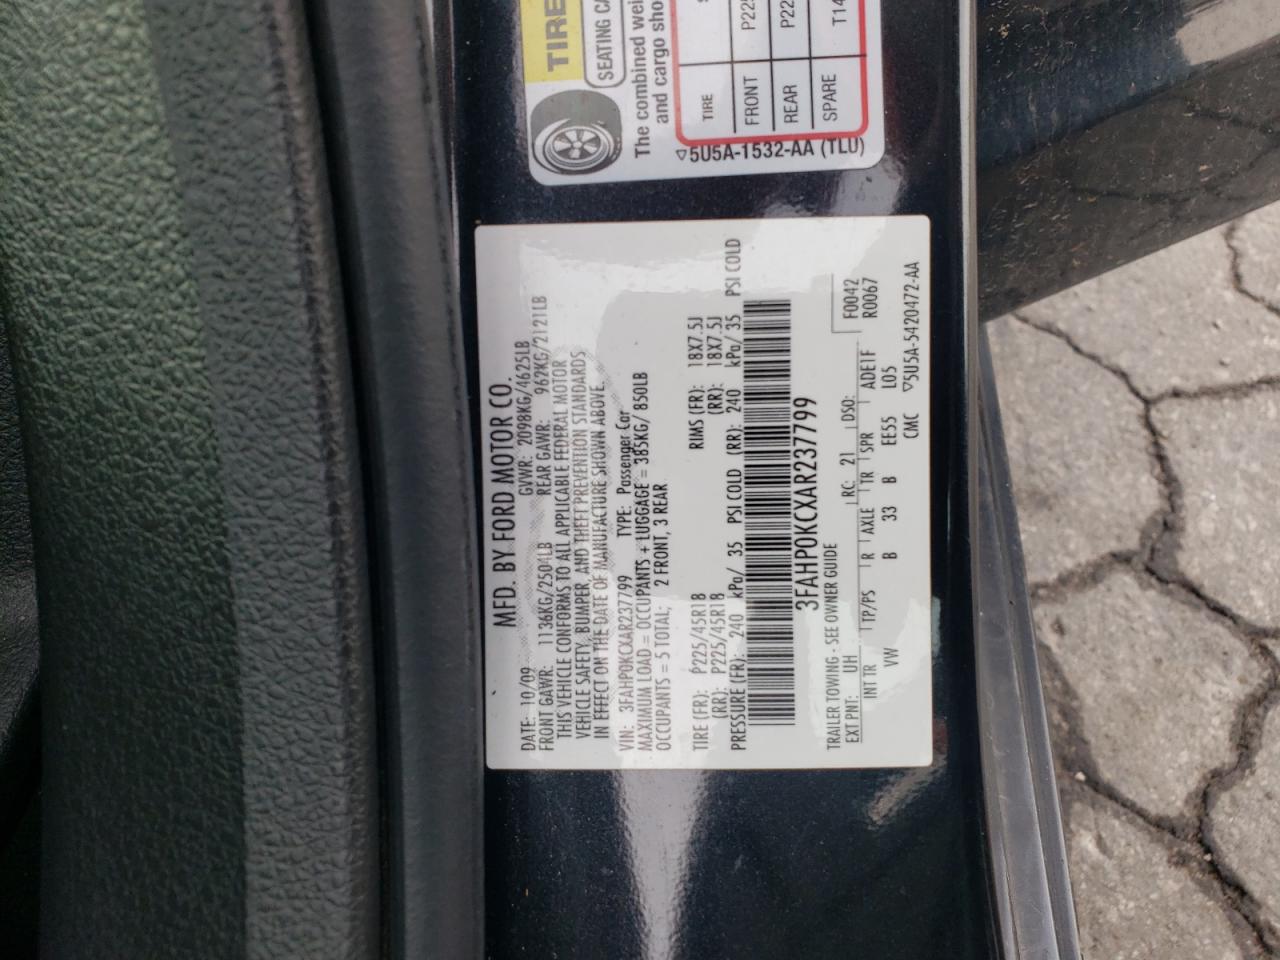 TIRE
SEATING CA
The combined wei
and cargo sho
TIRE
FRONT P225
REAR P22
SPARE T14
▽5U5A-1532-AA (TLU)
MFD. BY FORD MOTOR CO.
DATE: 10/09 GVWR: 2098KG/4625LB
FRONT GAWR: 1136KG/2504LB REAR GAWR: 962KG/2121LB
THIS VEHICLE CONFORMS TO ALL APPLICABLE FEDERAL MOTOR
VEHICLE SAFETY, BUMPER, AND THEFT PREVENTION STANDARDS
IN EFFECT ON THE DATE OF MANUFACTURE SHOWN ABOVE.
VIN: 3FAHP0KCXAR237799 TYPE: Passenger Car
MAXIMUM LOAD = OCCUPANTS + LUGGAGE = 385KG/ 850LB
OCCUPANTS = 5 TOTAL; 2 FRONT, 3 REAR
TIRE (FR): P225/45R18 RIMS (FR): 18X7.5J
(RR): P225/45R18 (RR): 18X7.5J
PRESSURE (FR): 240 kPa/ 35 PSI COLD (RR): 240 kPa/ 35 PSI COLD
3FAHP0KCXAR237799
TRAILER TOWING - SEE OWNER GUIDE
EXT PNT: UH RC: 21 DSO: F0042
INT TR TP/PS R AXLE TR SPR ADE1F R0067
VW B 33 B EE55 L05
CMC ▽5U5A-5420472-AA